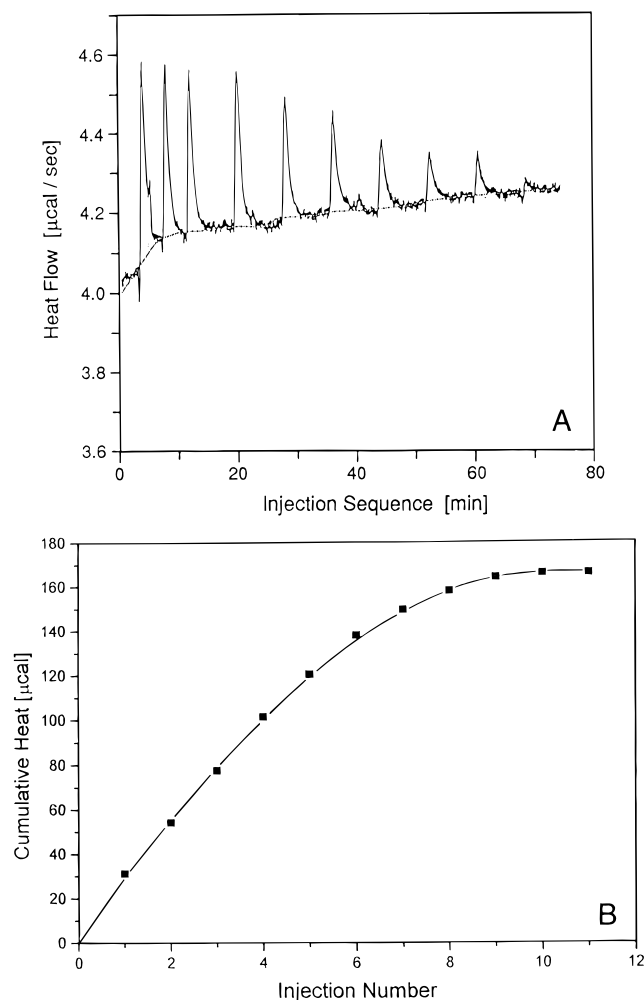 4.6
4.4
4.2
4.0
3.8
3.6
Heat Flow [µcal / sec]
A
0 20 40 60 80
Injection Sequence [min]
180
160
140
120
100
80
60
40
20
0
Cumulative Heat [µcal]
B
0 2 4 6 8 10 12
Injection Number